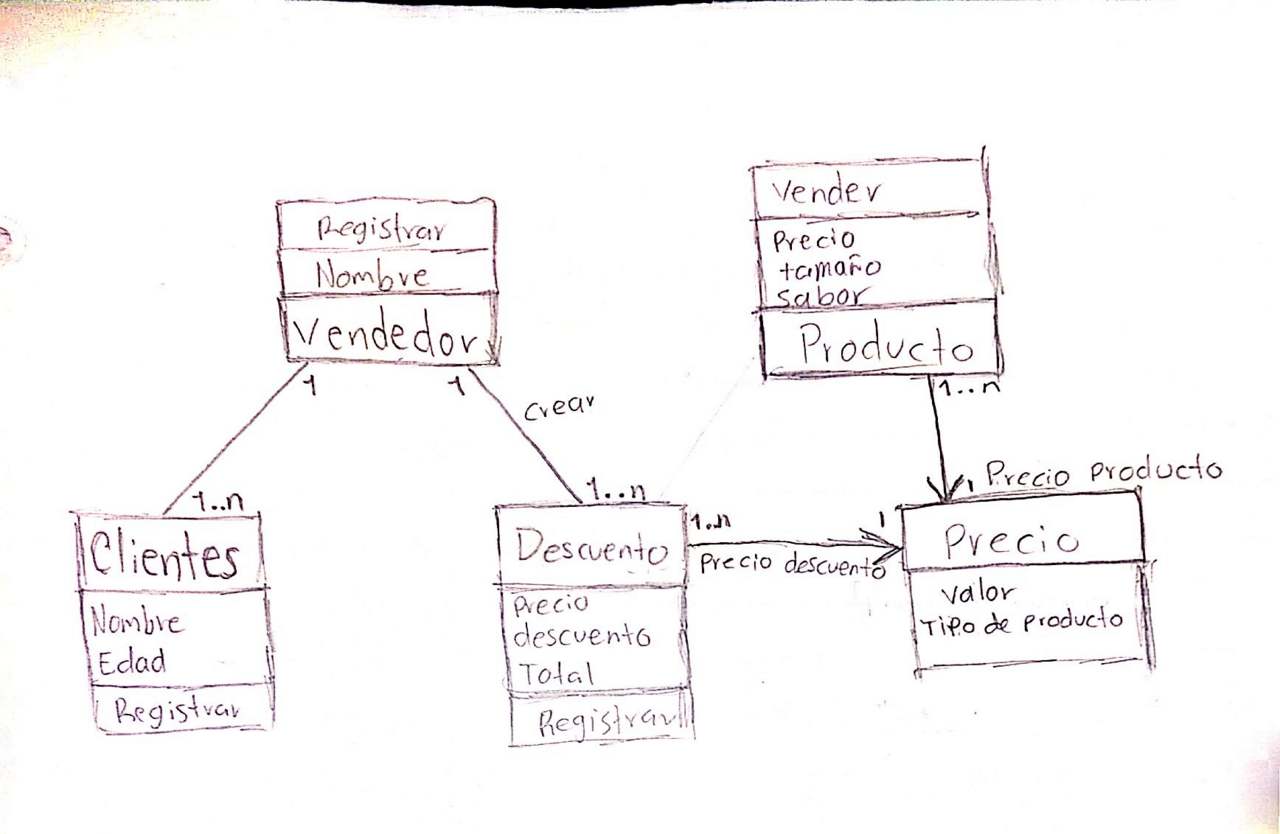 Registrar
Nombre
Vendedor
1
1
crear
Vender
Precio
tamaño
sabor
Producto
1..n
1..n
Clientes
Nombre
Edad
Registrar
1..n
Descuento
Precio
descuento
Total
Registrar
1..n
1
Precio descuento
1
Precio Producto
Precio
valor
Tipo de producto